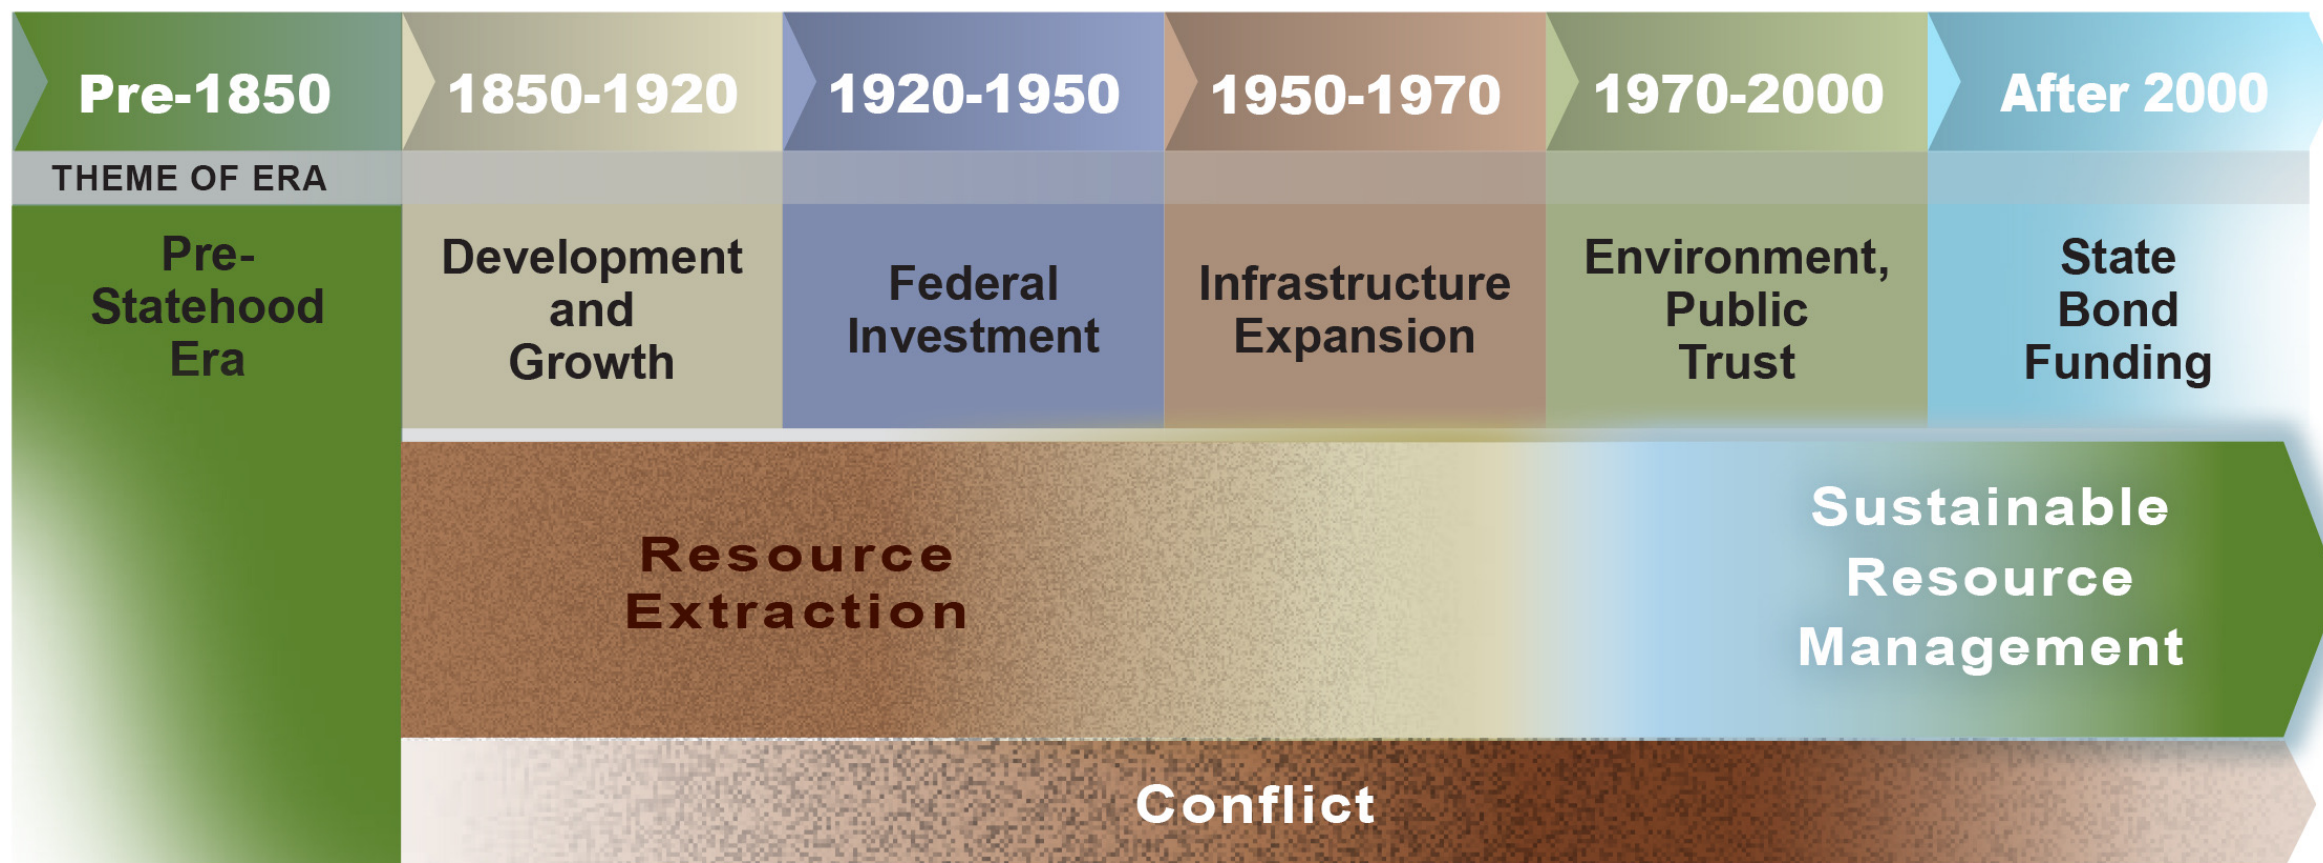 Pre-1850
1850-1920
1920-1950
1950-1970
1970-2000
After 2000
THEME OF ERA
Pre-
Statehood
Era
Development
and
Growth
Federal
Investment
Infrastructure
Expansion
Environment,
Public
Trust
State
Bond
Funding
Resource
Extraction
Sustainable
Resource
Management
Conflict